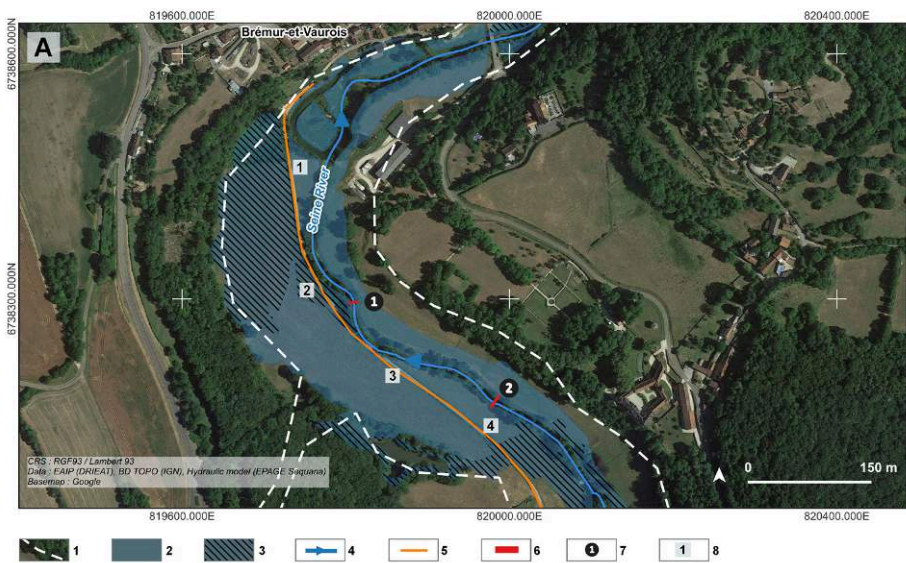 819600.000E 820000.000E 820400.000E
A
Brémur-et-Vaurois
6738600.000N
1
Seine River
2
1
6738300.000N
3
2
4
CRS : RGF93 / Lambert 93
Data : EAIP (DRIEAT), BD TOPO (IGN), Hydraulic model (EPAGE Sequana)
Basemap : Google
0 150 m
819600.000E 820000.000E 820400.000E
1 2 3 4 5 6 1 7 1 8